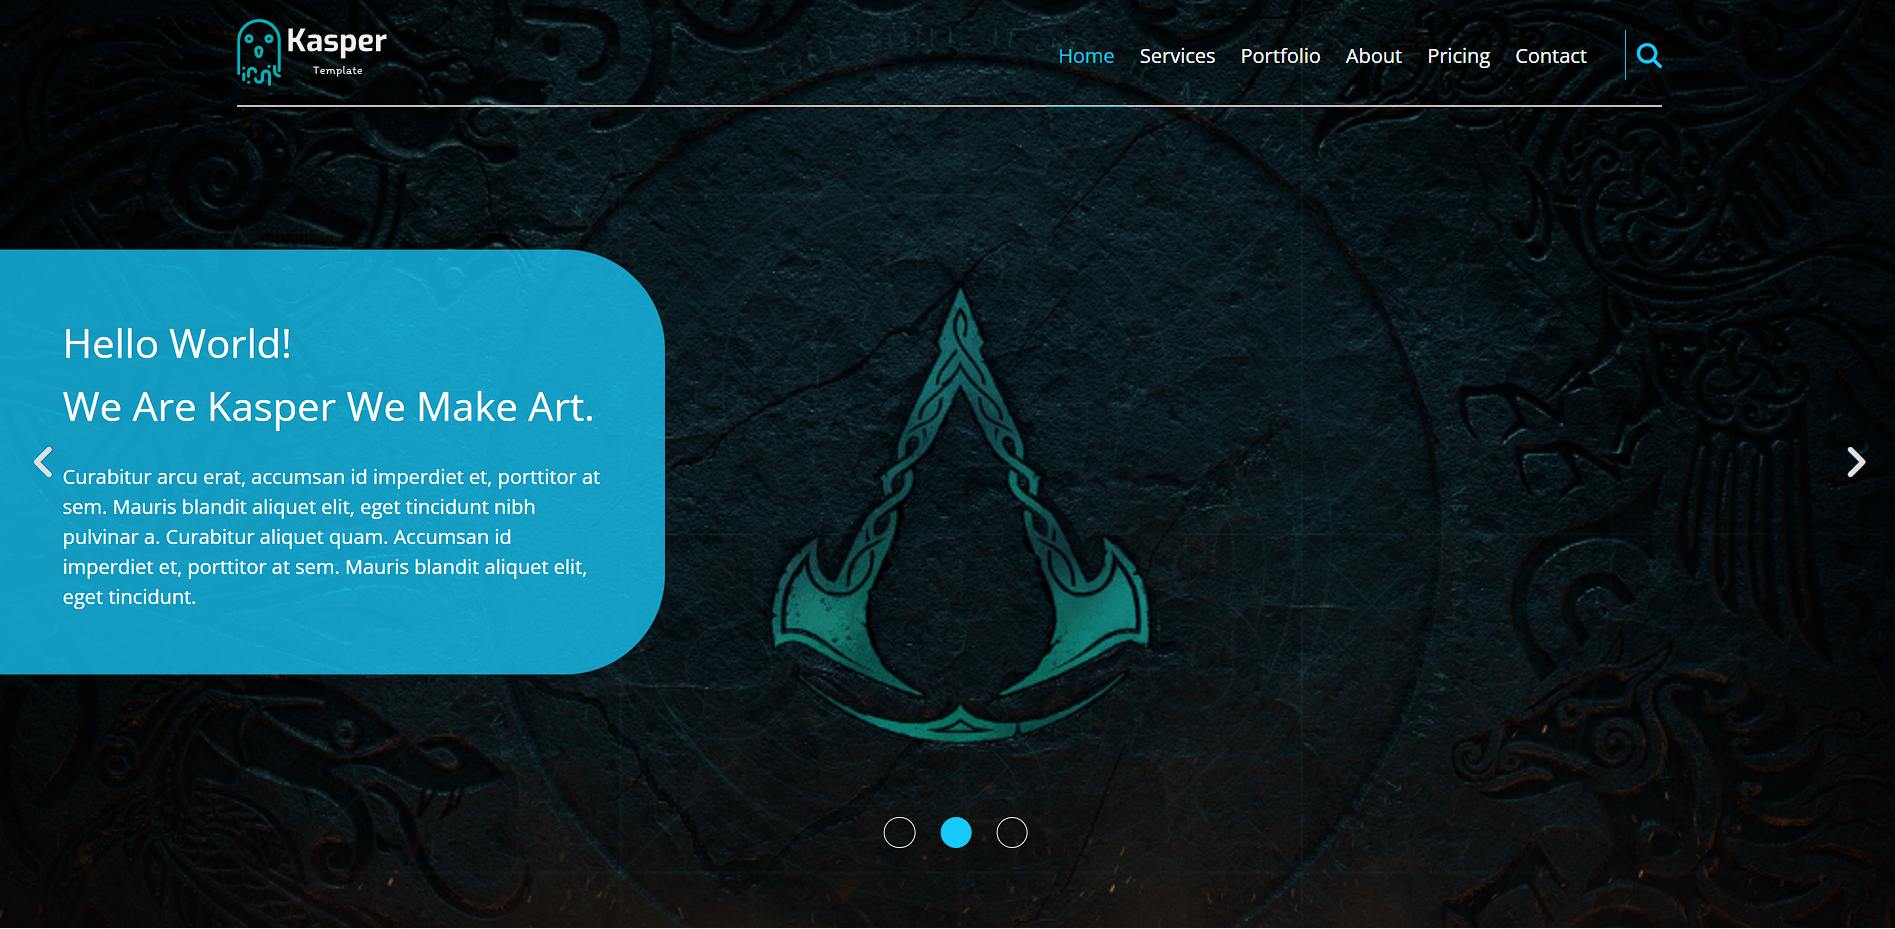 Kasper
Template
Home Services Portfolio About Pricing Contact
Hello World!
We Are Kasper We Make Art.
Curabitur arcu erat, accumsan id imperdiet et, porttitor at
sem. Mauris blandit aliquet elit, eget tincidunt nibh
pulvinar a. Curabitur aliquet quam. Accumsan id
imperdiet et, porttitor at sem. Mauris blandit aliquet elit,
eget tincidunt.